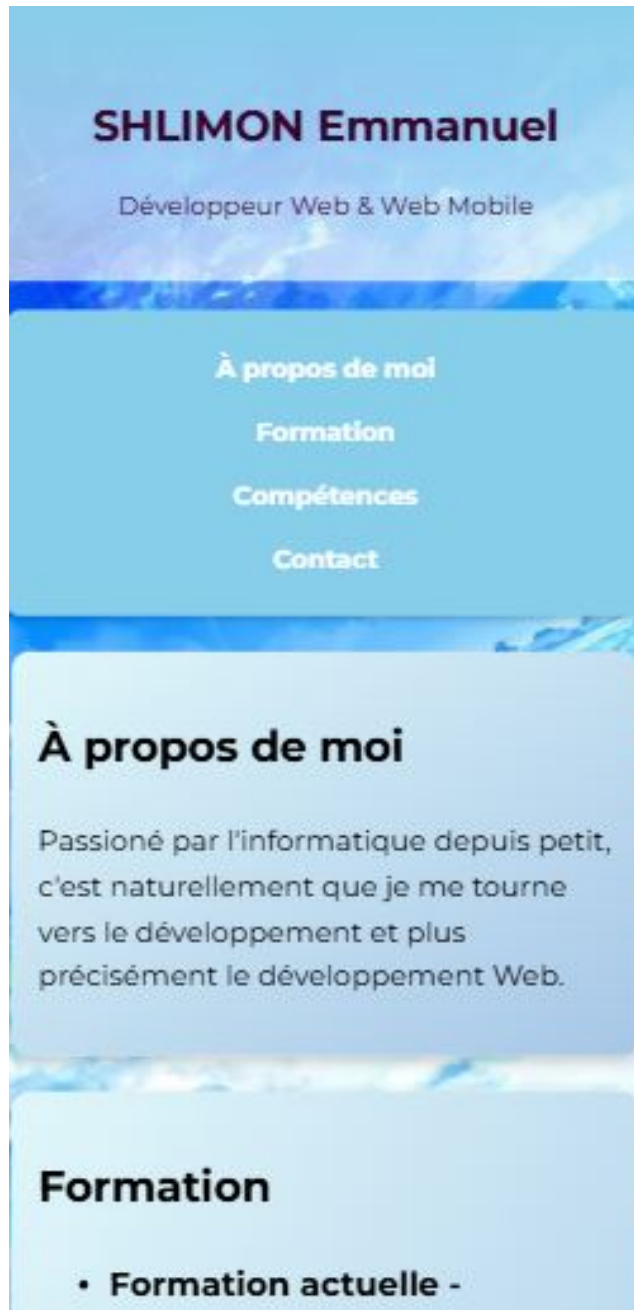 SHLIMON Emmanuel
Développeur Web & Web Mobile
À propos de moi
Formation
Compétences
Contact
À propos de moi
Passioné par l'informatique depuis petit,
c'est naturellement que je me tourne
vers le développement et plus
précisément le développement Web.
Formation
• Formation actuelle -